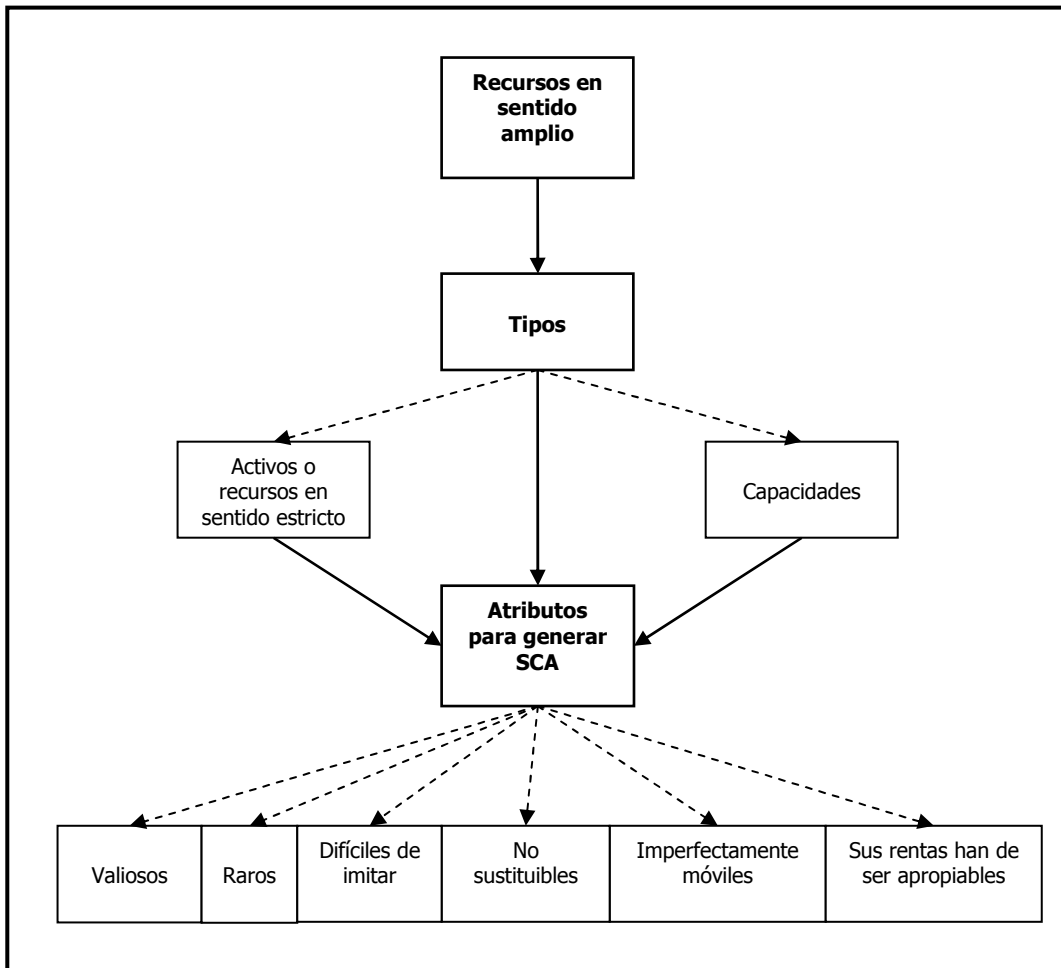 Recursos en
sentido
amplio
Tipos
Activos o
recursos en
sentido estricto
Capacidades
Atributos
para generar
SCA
Valiosos
Raros
Difíciles de
imitar
No
sustituibles
Imperfectamente
móviles
Sus rentas han de
ser apropiables